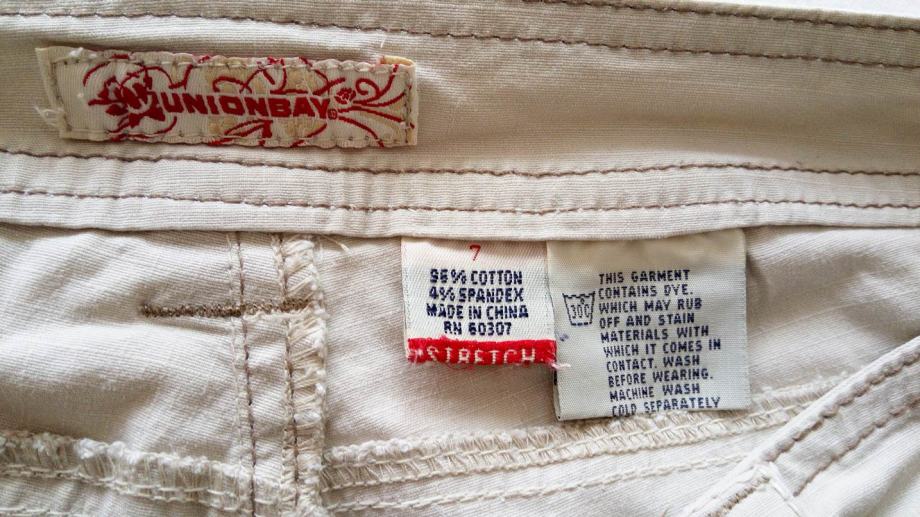 UNIONBAY®
7
96% COTTON
4% SPANDEX
MADE IN CHINA
RN 60307
STRETCH
30C
THIS GARMENT
CONTAINS DYE.
WHICH MAY RUB
OFF AND STAIN
MATERIALS WITH
WHICH IT COMES IN
CONTACT. WASH
BEFORE WEARING.
MACHINE WASH
COLD SEPARATELY